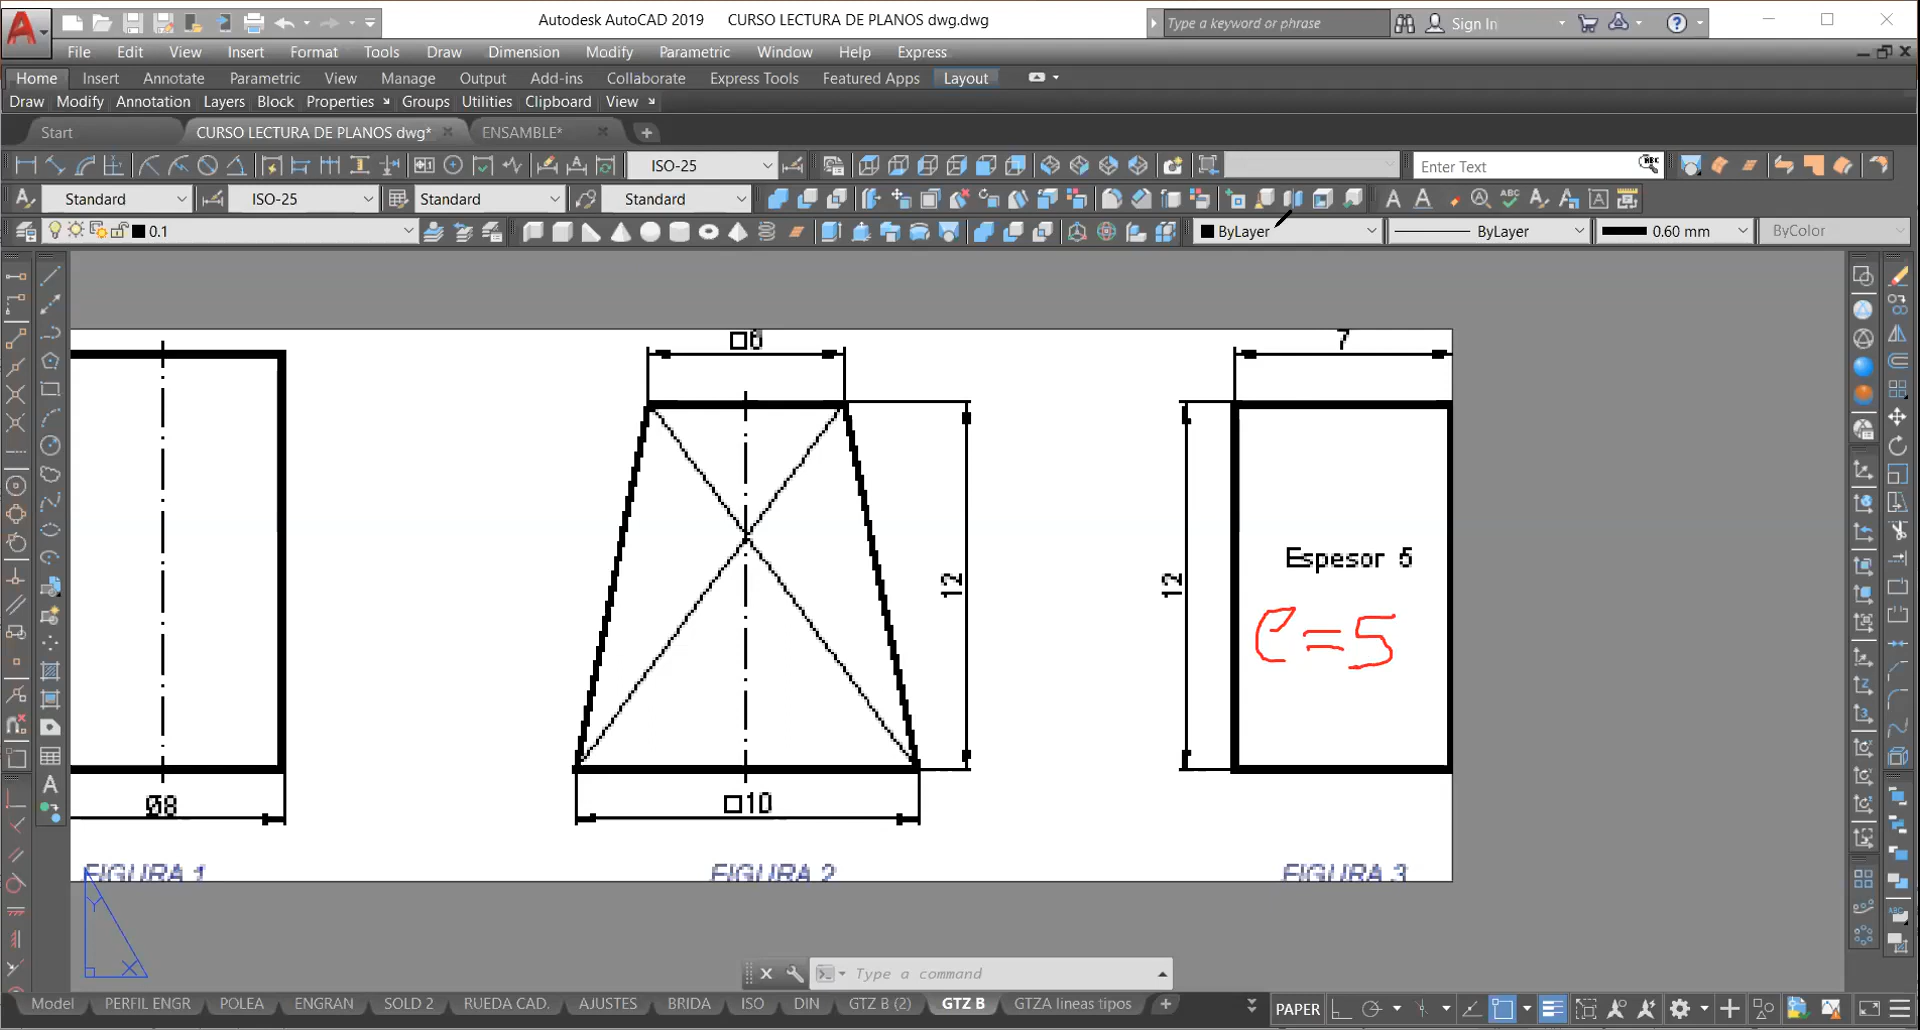 Autodesk AutoCAD 2019 CURSO LECTURA DE PLANOS dwg.dwg
Type a keyword or phrase
Sign In
File Edit View Insert Format Tools Draw Dimension Modify Parametric Window Help Express
Home Insert Annotate Parametric View Manage Output Add-ins Collaborate Express Tools Featured Apps Layout
Draw Modify Annotation Layers Block Properties Groups Utilities Clipboard View
Start CURSO LECTURA DE PLANOS dwg* ENSAMBLE*
ISO-25
Enter Text
Standard ISO-25 Standard Standard
0.1
ByLayer ByLayer 0.60 mm ByColor
□6
7
12
12
Espesor 5
e=5
Ø8
□10
FIGURA 1
FIGURA 2
FIGURA 3
Y
X
Type a command
Model PERFIL ENGR POLEA ENGRAN SOLD 2 RUEDA CAD. AJUSTES BRIDA ISO DIN GTZ B (2) GTZ B GTZA lineas tipos
PAPER